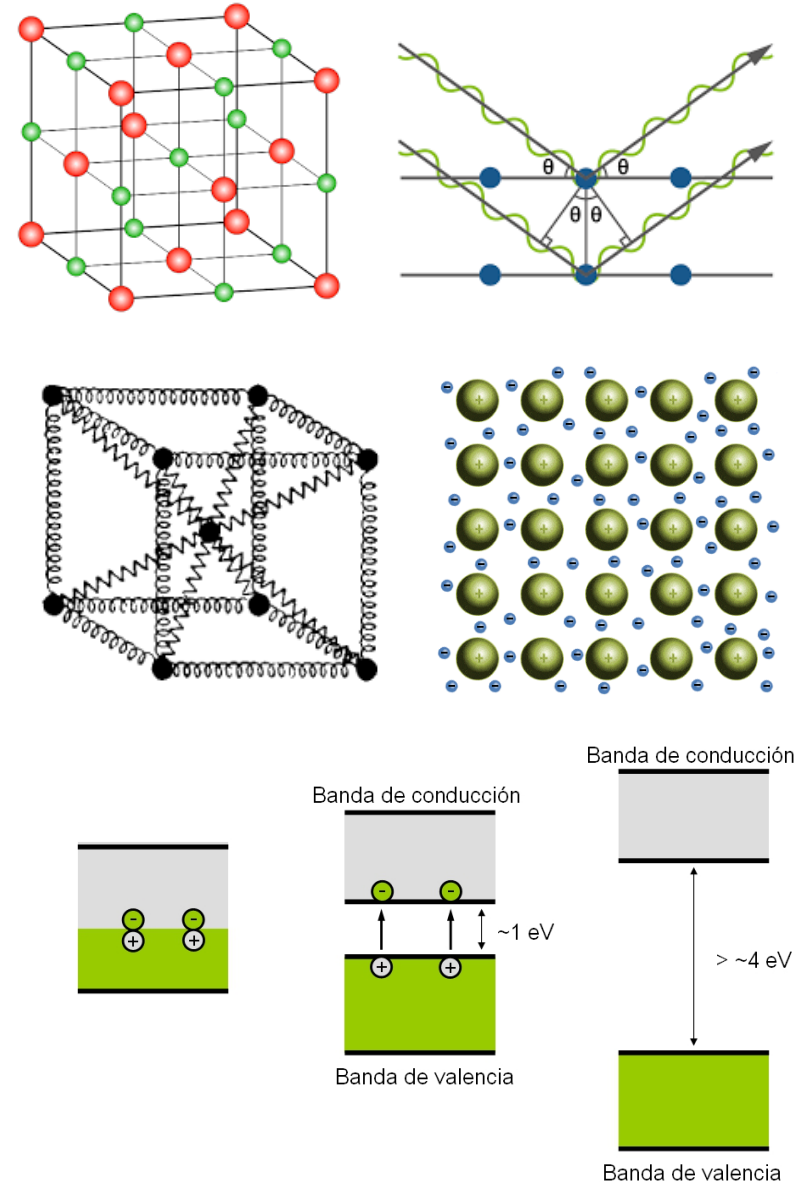 θ θ
θ θ
Banda de conducción
Banda de conducción
~1 eV
> ~4 eV
Banda de valencia
Banda de valencia